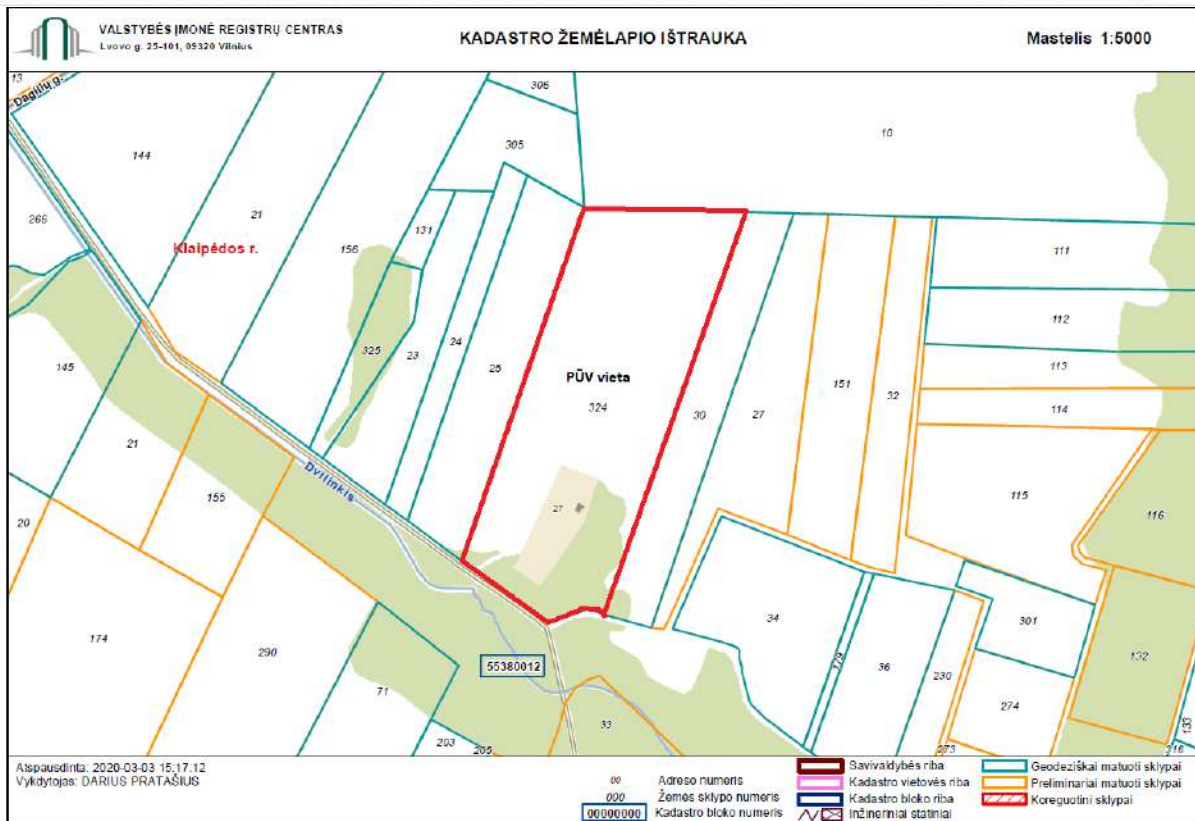 VALSTYBĖS ĮMONĖ REGISTRŲ CENTRAS
Lvovo g. 25-101, 09320 Vilnius
KADASTRO ŽEMĖLAPIO IŠTRAUKA
Mastelis 1:5000
13
Dagilių g.
306
10
144
305
21
266
131
Klaipėdos r.
156
111
112
325
23
24
25
PŪV vieta
324
30
27
151
32
113
114
145
21
155
Dvilinkis
27
115
116
20
174
290
34
301
132
55380012
179
36
230
274
133
71
33
203
205
273
316
Atspausdinta: 2020-03-03 15:17:12
Vykdytojas: DARIUS PRATAŠIUS
00 Adreso numeris
000 Žemės sklypo numeris
00000000 Kadastro bloko numeris
Savivaldybės riba
Kadastro vietovės riba
Kadastro bloko riba
Inžineriniai statiniai
Geodeziškai matuoti sklypai
Preliminariai matuoti sklypai
Koreguotini sklypai